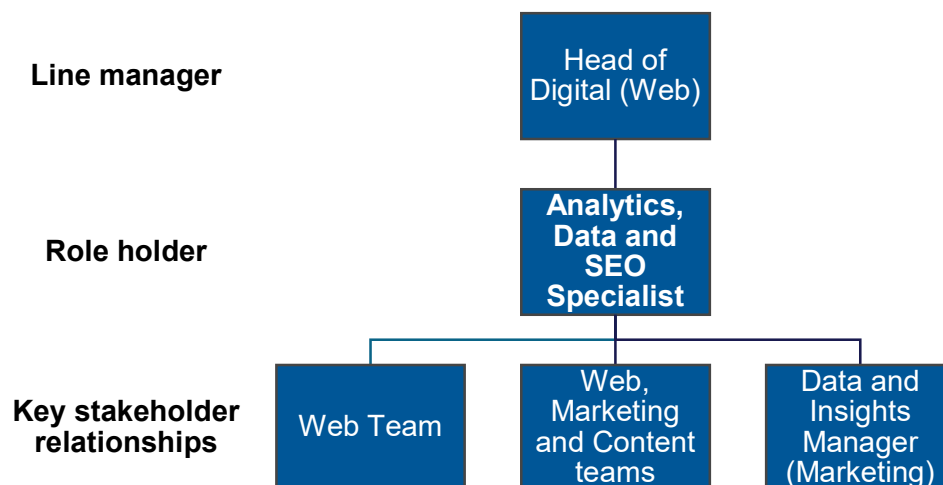 Line manager
Head of
Digital (Web)
Role holder
Analytics,
Data and
SEO
Specialist
Key stakeholder
relationships
Web Team
Web,
Marketing
and Content
teams
Data and
Insights
Manager
(Marketing)